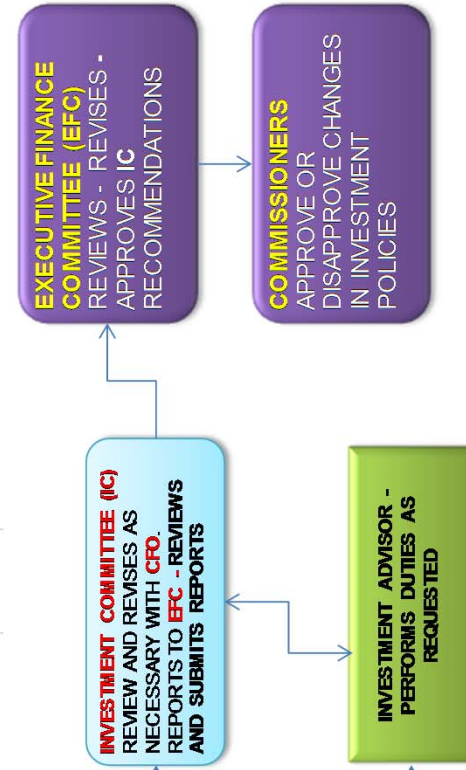 EXECUTIVE FINANCE
COMMITTEE (EFC)
REVIEWS - REVISES -
APPROVES IC
RECOMMENDATIONS
COMMISSIONERS
APPROVE OR
DISAPPROVE CHANGES
IN INVESTMENT
POLICIES
INVESTMENT COMMITTEE (IC)
REVIEW AND REVISES AS
NECESSARY WITH CFO.
REPORTS TO EFC - REVIEWS
AND SUBMITS REPORTS
INVESTMENT ADVISOR -
PERFORMS DUTIES AS
REQUESTED